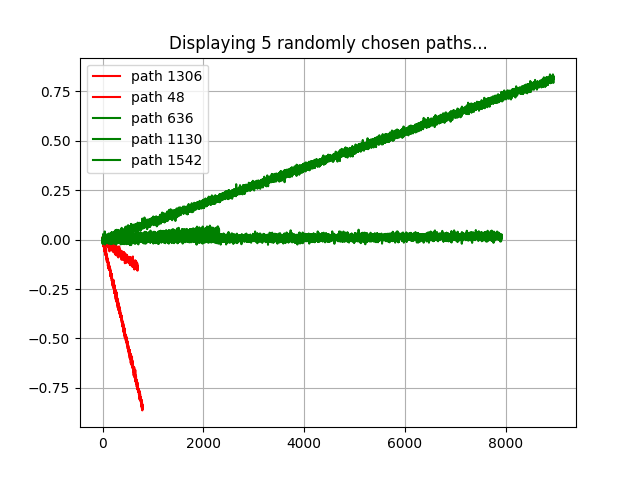 Displaying 5 randomly chosen paths...
path 1306
path 48
path 636
path 1130
path 1542
0.75
0.50
0.25
0.00
−0.25
−0.50
−0.75
0 2000 4000 6000 8000